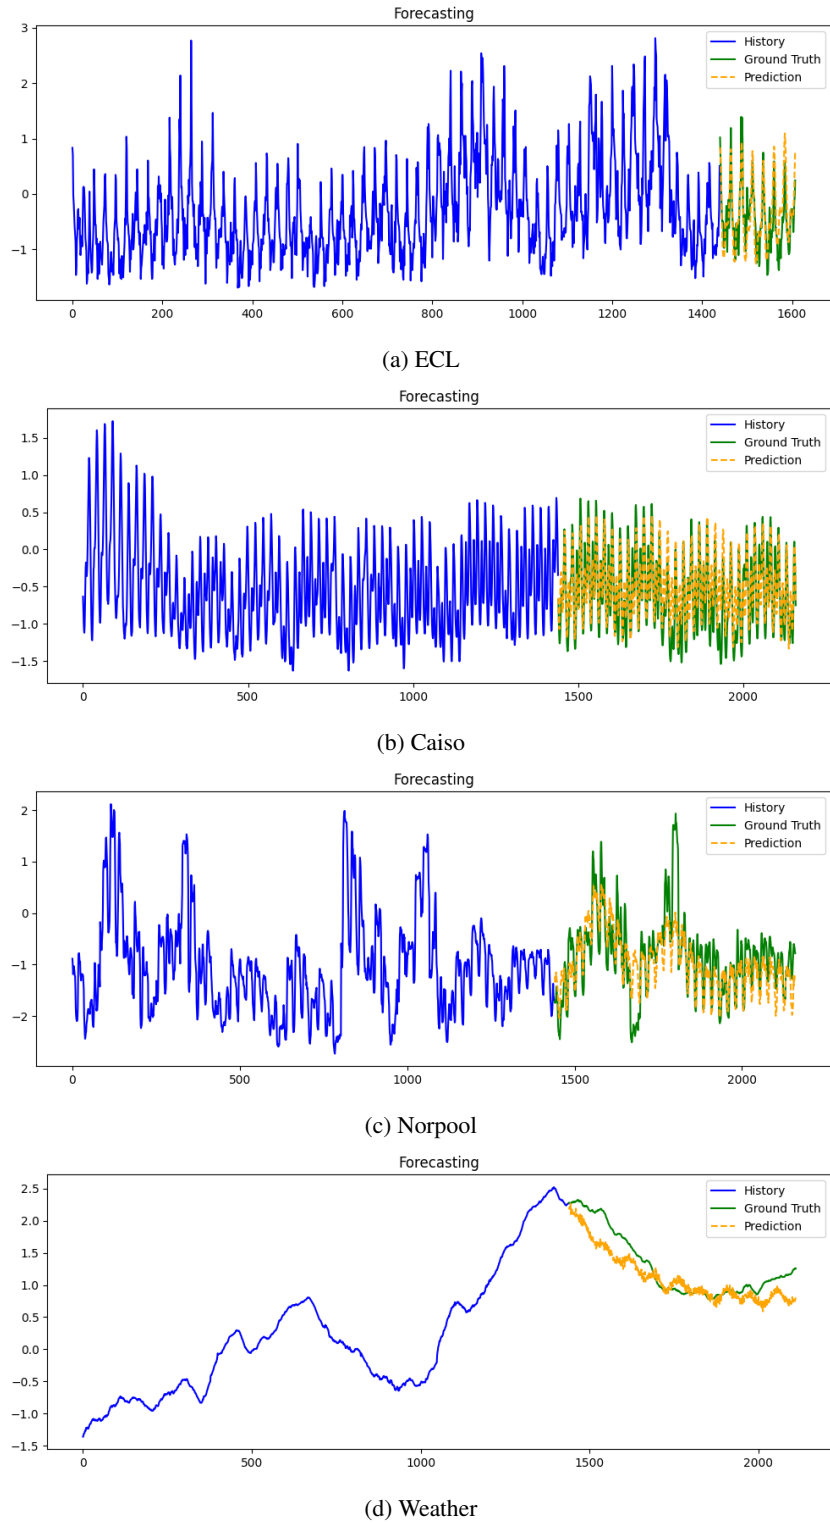 Forecasting
3
2
1
0
−1
History
Ground Truth
Prediction
0 200 400 600 800 1000 1200 1400 1600
(a) ECL
Forecasting
1.5
1.0
0.5
0.0
−0.5
−1.0
−1.5
History
Ground Truth
Prediction
0 500 1000 1500 2000
(b) Caiso
Forecasting
2
1
0
−1
−2
History
Ground Truth
Prediction
0 500 1000 1500 2000
(c) Norpool
Forecasting
2.5
2.0
1.5
1.0
0.5
0.0
−0.5
−1.0
−1.5
History
Ground Truth
Prediction
0 500 1000 1500 2000
(d) Weather